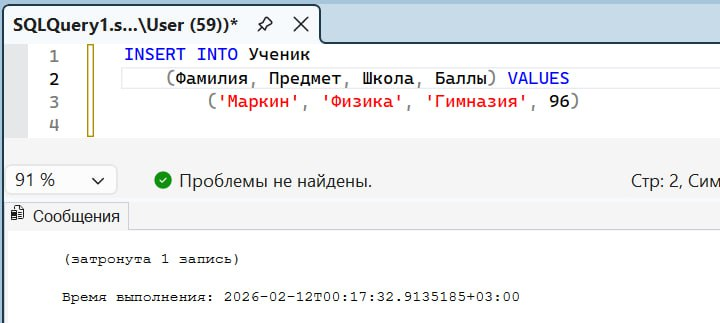 SQLQuery1.s...\User (59))*
1 INSERT INTO Ученик
2 (Фамилия, Предмет, Школа, Баллы) VALUES
3 ('Маркин', 'Физика', 'Гимназия', 96)
4
91 % Проблемы не найдены. Стр: 2, Сим
Сообщения
(затронута 1 запись)
Время выполнения: 2026-02-12T00:17:32.9135185+03:00